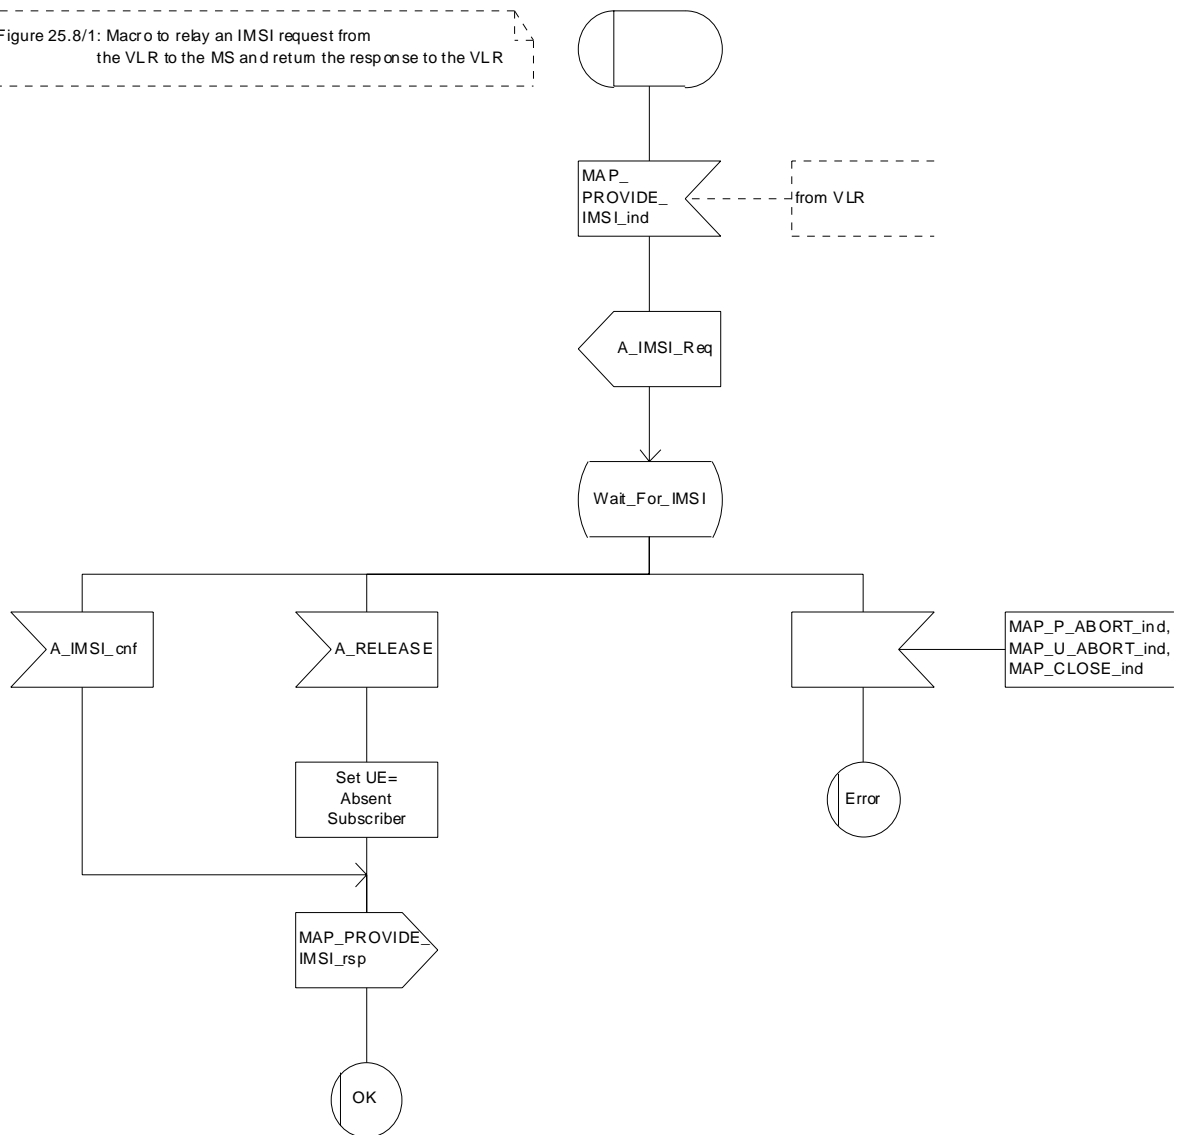 Figure 25.8/1: Macro to relay an IMSI request from
the VLR to the MS and return the response to the VLR
MAP_
PROVIDE_
IMSI_ind
from VLR
A_IMSI_Req
Wait_For_IMSI
A_IMSI_cnf
A_RELEASE
MAP_P_ABORT_ind,
MAP_U_ABORT_ind,
MAP_CLOSE_ind
Set UE=
Absent
Subscriber
Error
MAP_PROVIDE_
IMSI_rsp
OK